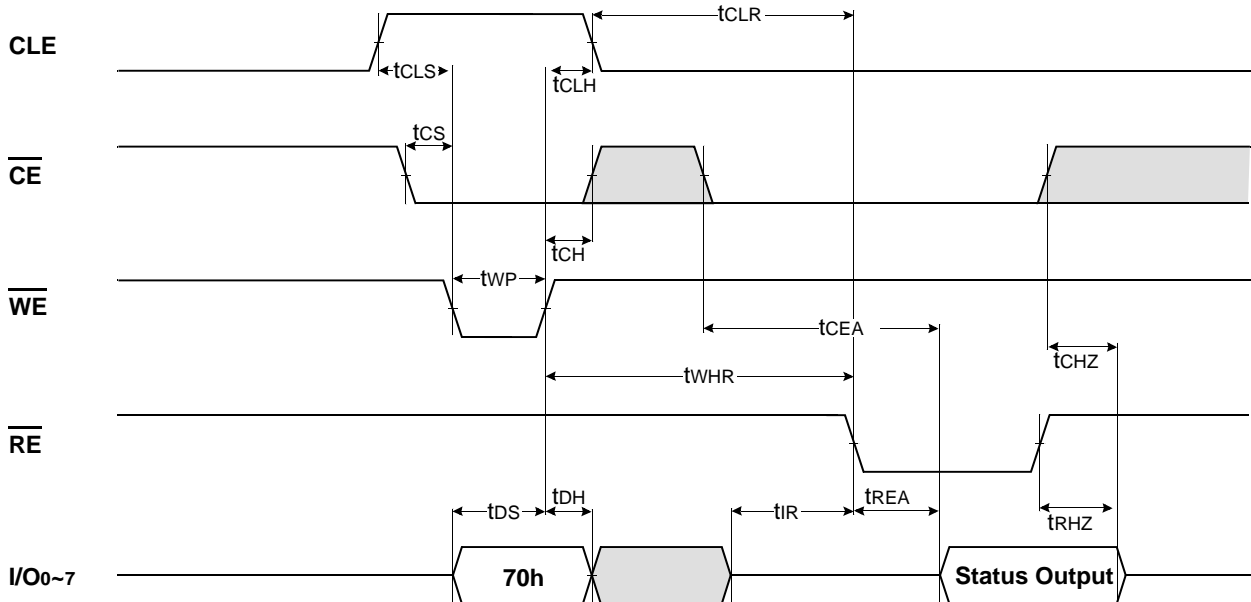 tCLR
CLE
tCLS
tCLH
tCS
CE
tCH
tWP
WE
tCEA
tCHZ
tWHR
RE
tDH
tDS
tIR
tREA
tRHZ
I/O0~7
70h
Status Output